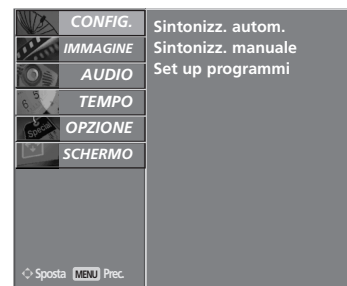 CONFIG.
IMMAGINE
AUDIO
TEMPO
OPZIONE
SCHERMO
Sintonizz. autom.
Sintonizz. manuale
Set up programmi
Sposta MENU Prec.